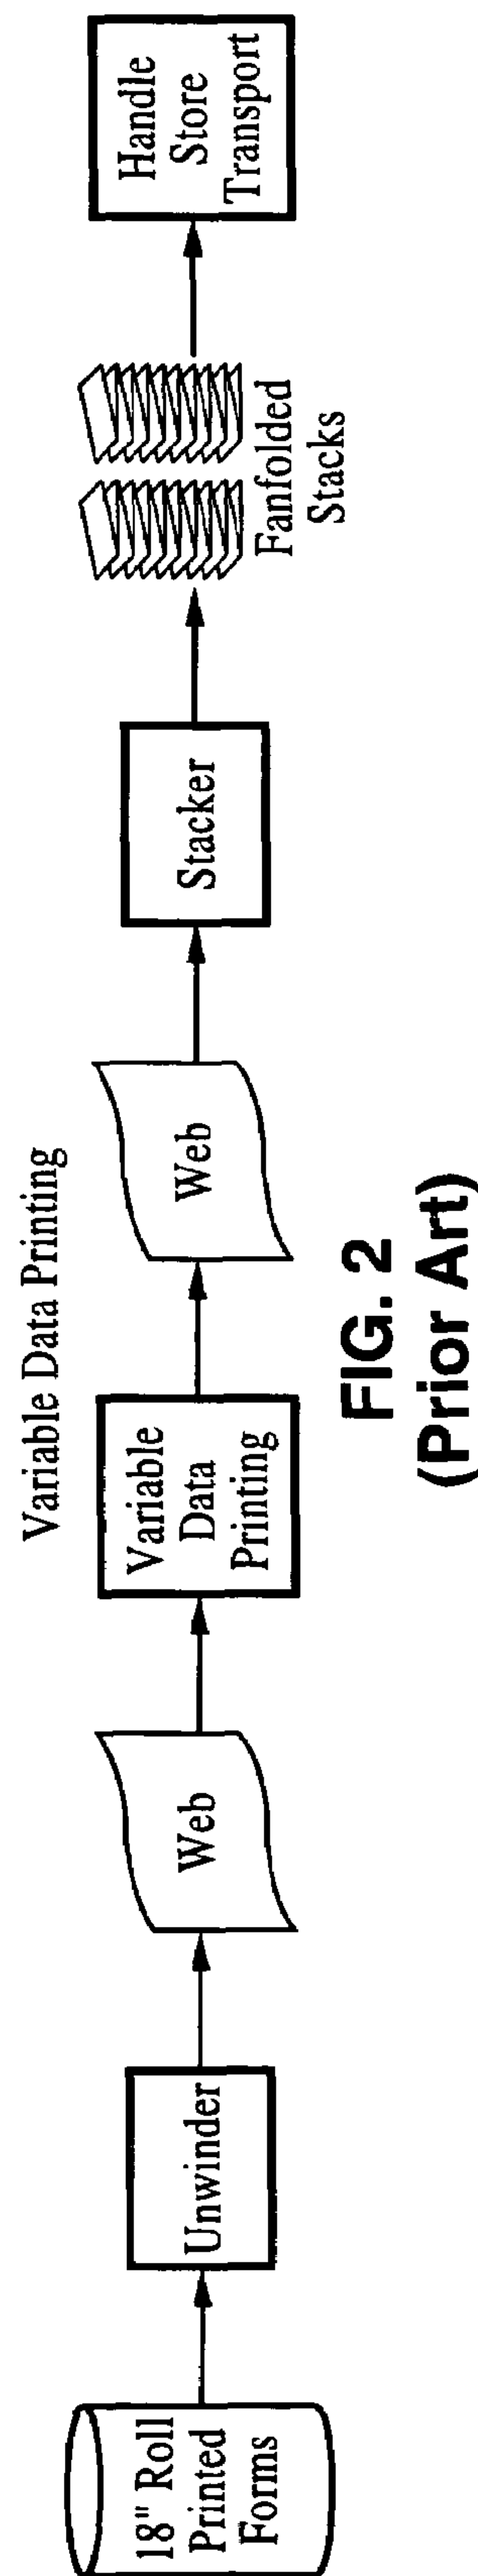 Variable Data Printing
18" Roll
Printed
Forms
Unwinder
Web
Variable
Data
Printing
Web
Stacker
Fanfolded
Stacks
Handle
Store
Transport
FIG. 2
(Prior Art)